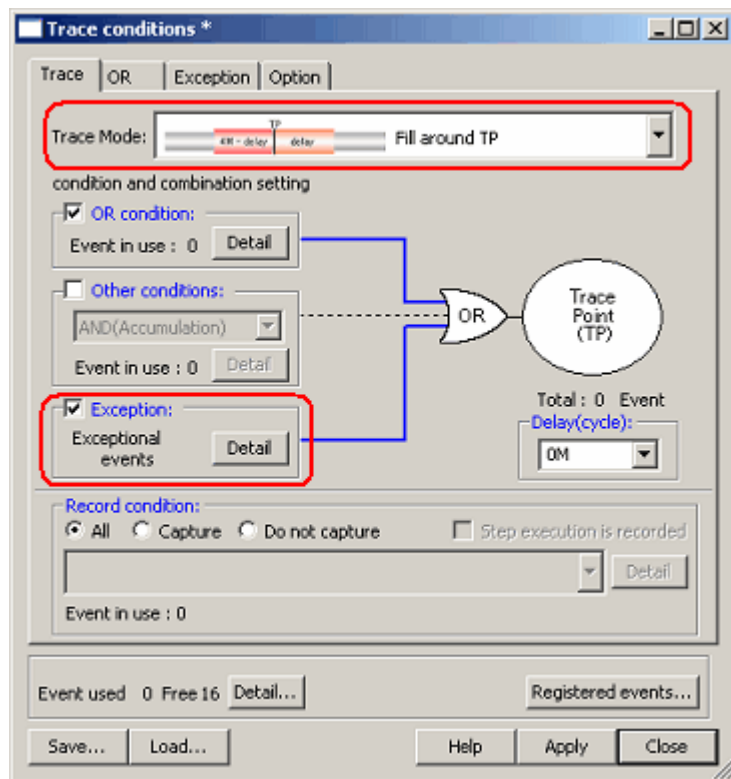 Trace conditions *
Trace OR Exception Option
Trace Mode: 4M - delay TP delay Fill around TP
condition and combination setting
OR condition:
Event in use : 0 Detail
Other conditions:
AND(Accumulation)
Event in use : 0 Detail
Exception:
Exceptional events Detail
OR
Trace
Point
(TP)
Total : 0 Event
Delay(cycle):
0M
Record condition:
All Capture Do not capture Step execution is recorded
Detail
Event in use : 0
Event used 0 Free 16 Detail... Registered events...
Save... Load... Help Apply Close